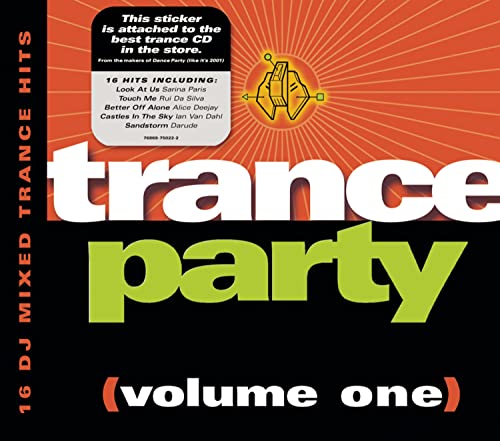 16 DJ MIXED TRANCE HITS
This sticker
is attached to the
best trance CD
in the store.
From the makers of Dance Party (like it's 2001)
16 HITS INCLUDING:
Look At Us Sarina Paris
Touch Me Rui Da Silva
Better Off Alone Alice Deejay
Castles In The Sky Ian Van Dahl
Sandstorm Darude
76868-75022-2
trance
party
(volume one)